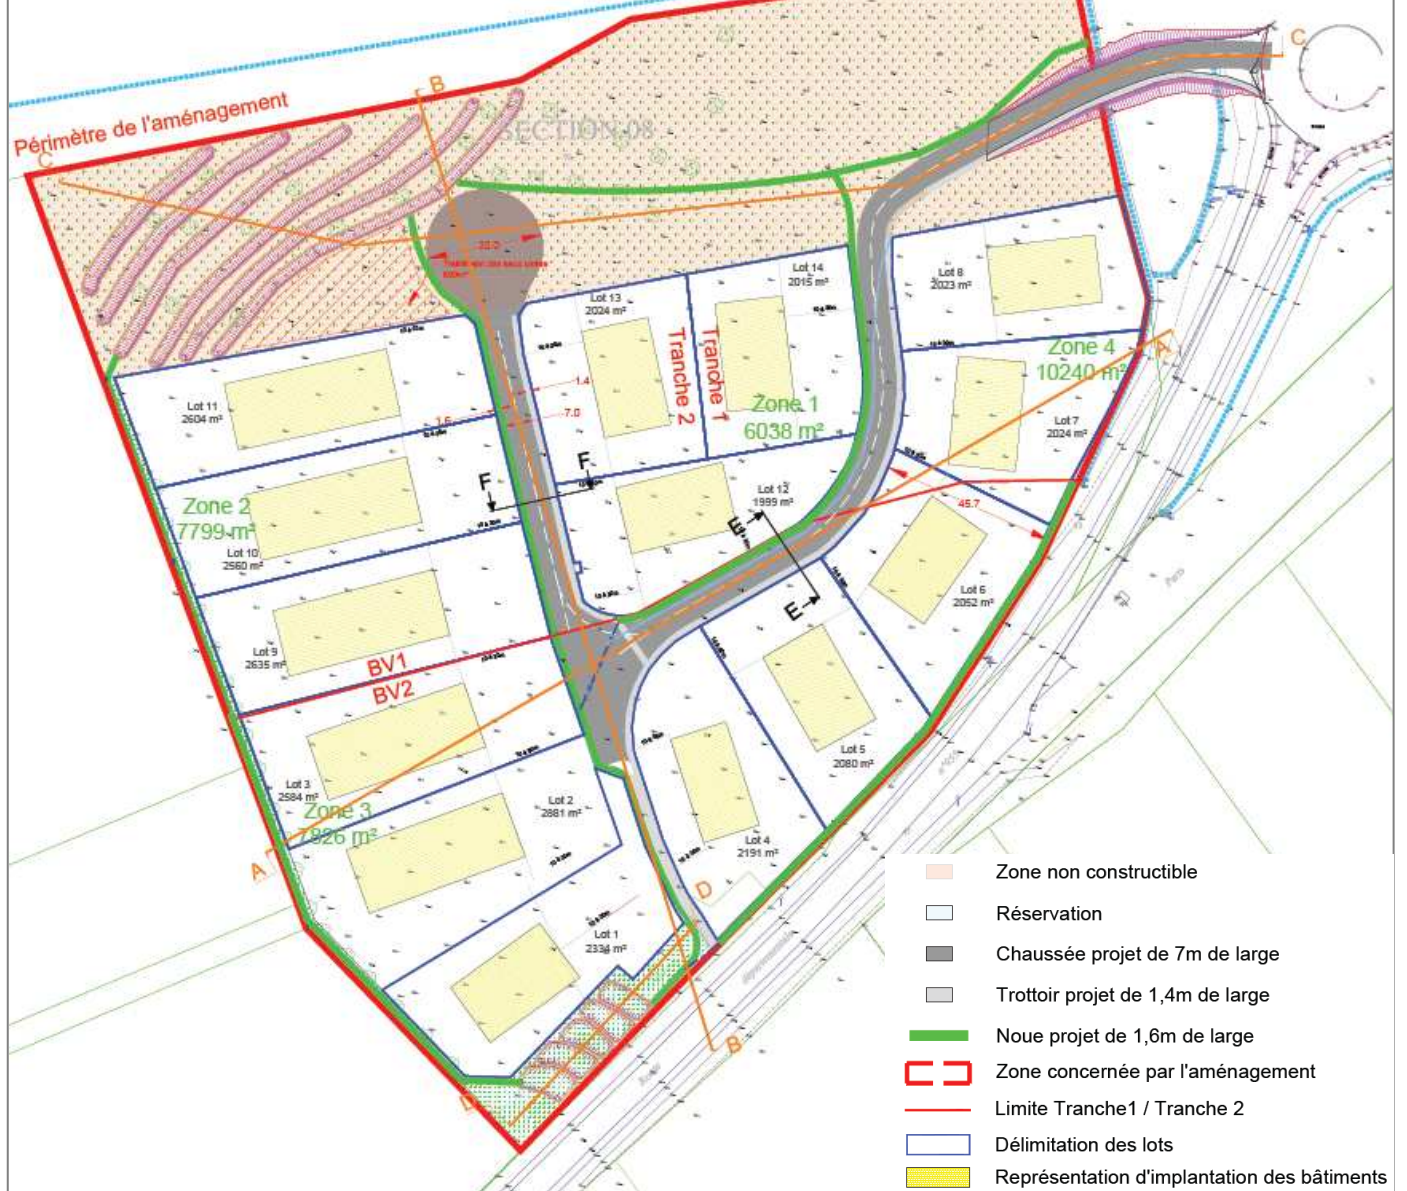 B
C
Périmètre de l'aménagement
C
SECTION 08
Lot 14
2015 m²
Lot 8
2023 m²
Lot 13
2024 m²
Tranche 2
Tranche 1
Zone 4
10240 m²
A
Zone 1
6038 m²
Lot 11
2604 m²
1.4
7.0
1.6
Lot 7
2024 m²
F
F
Lot 12
1999 m²
45.7
Zone 2
7799 m²
Lot 10
2560 m²
E
E
Lot 6
2052 m²
Lot 9
2635 m²
BV1
BV2
Lot 5
2080 m²
Lot 3
2584 m²
Zone 3
7826 m²
Lot 2
2881 m²
Lot 4
2191 m²
A
D
Lot 1
2334 m²
B
D
Zone non constructible
Réservation
Chaussée projet de 7m de large
Trottoir projet de 1,4m de large
Noue projet de 1,6m de large
Zone concernée par l'aménagement
Limite Tranche1 / Tranche 2
Délimitation des lots
Représentation d'implantation des bâtiments